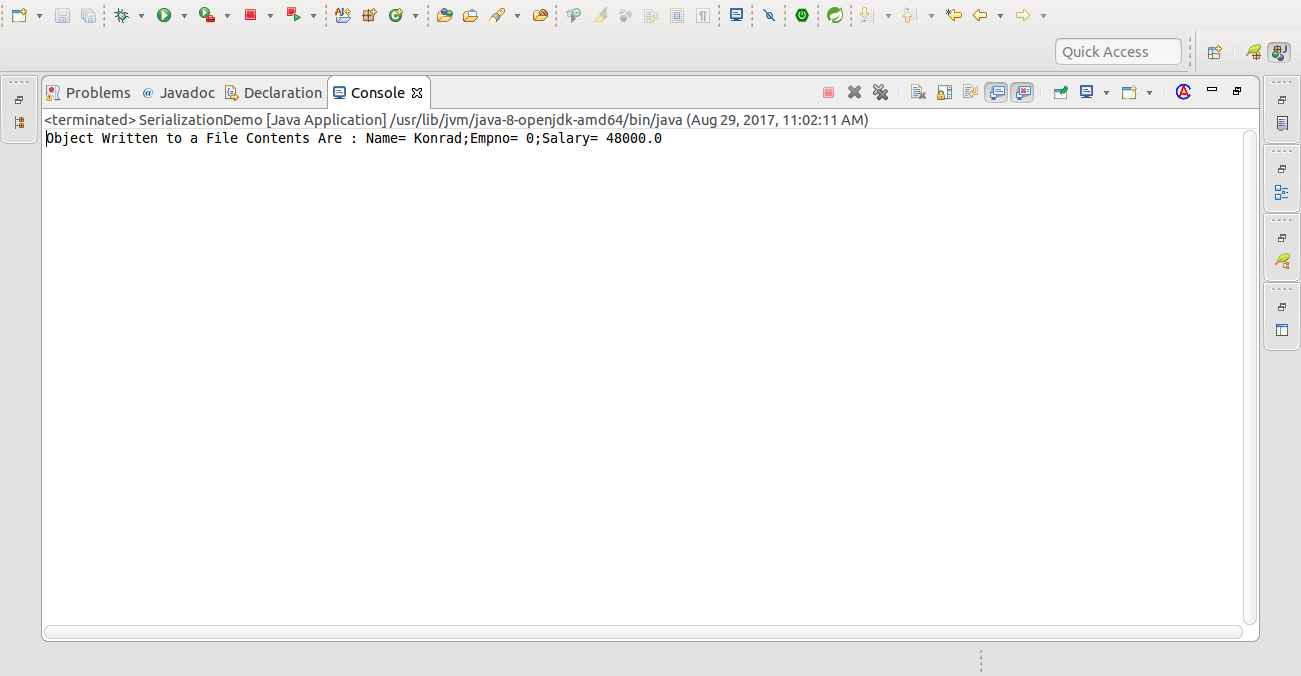 Quick Access
Problems @ Javadoc Declaration Console
<terminated> SerializationDemo [Java Application] /usr/lib/jvm/java-8-openjdk-amd64/bin/java (Aug 29, 2017, 11:02:11 AM)
Object Written to a File Contents Are : Name= Konrad;Empno= 0;Salary= 48000.0